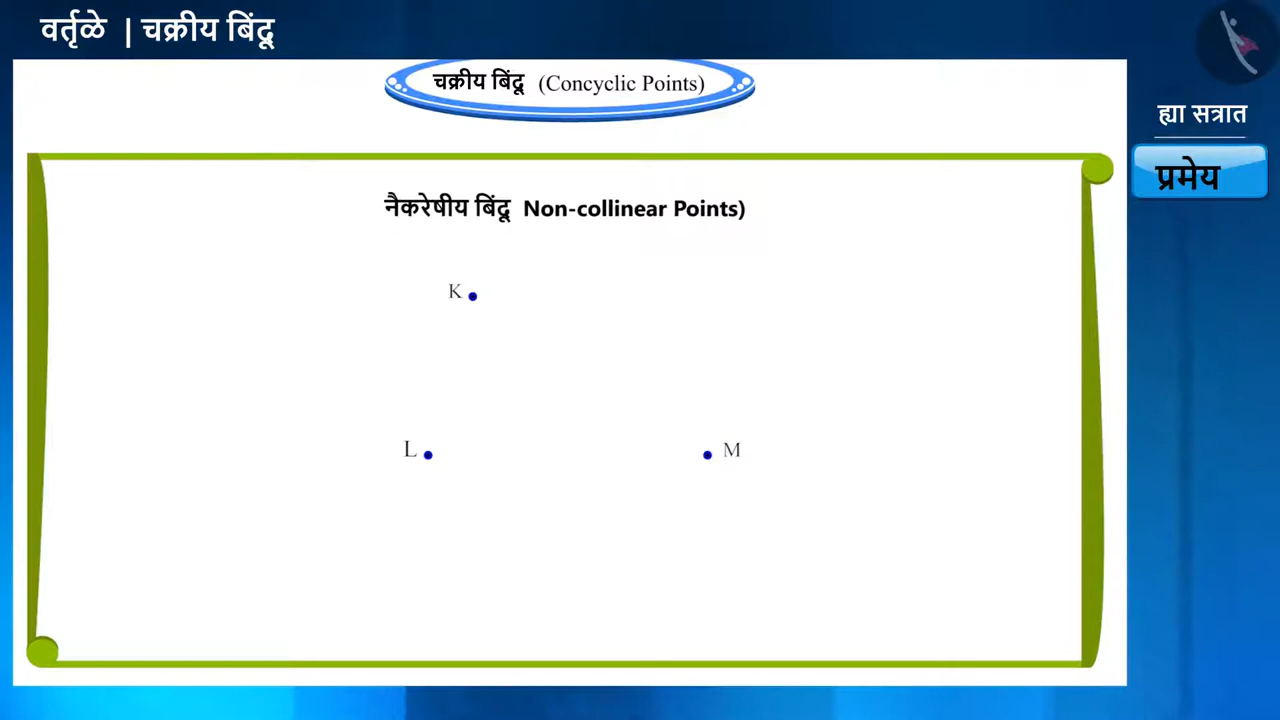 वर्तृळे | चक्रीय बिंदू
चक्रीय बिंदू (Concyclic Points)
ह्या सत्रात
प्रमेय
नैकरेषीय बिंदू Non-collinear Points)
K
L
M